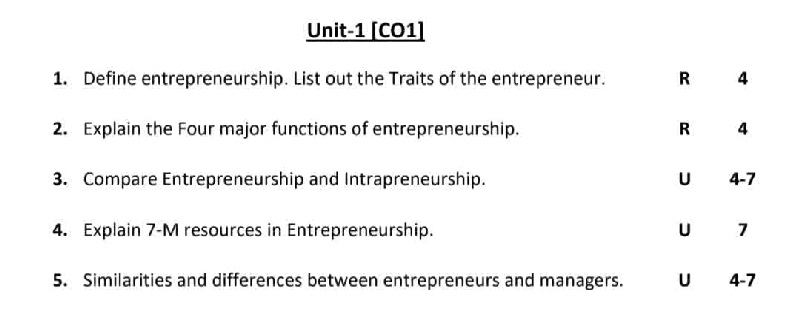 Unit-1 [CO1]
1. Define entrepreneurship. List out the Traits of the entrepreneur. R 4
2. Explain the Four major functions of entrepreneurship. R 4
3. Compare Entrepreneurship and Intrapreneurship. U 4-7
4. Explain 7-M resources in Entrepreneurship. U 7
5. Similarities and differences between entrepreneurs and managers. U 4-7